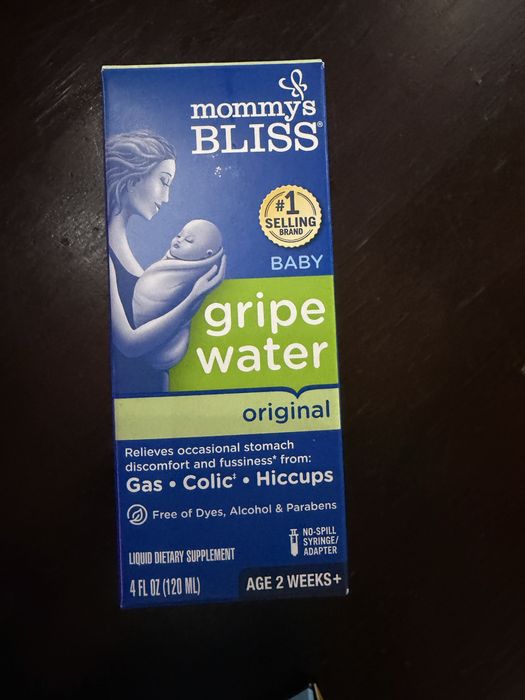 mommy's
BLISS®
#1
SELLING
BRAND
BABY
gripe
water
original
Relieves occasional stomach
discomfort and fussiness* from:
Gas • Colic‡ • Hiccups
Free of Dyes, Alcohol & Parabens
NO-SPILL
SYRINGE/
ADAPTER
LIQUID DIETARY SUPPLEMENT
4 FL OZ (120 ML)
AGE 2 WEEKS+